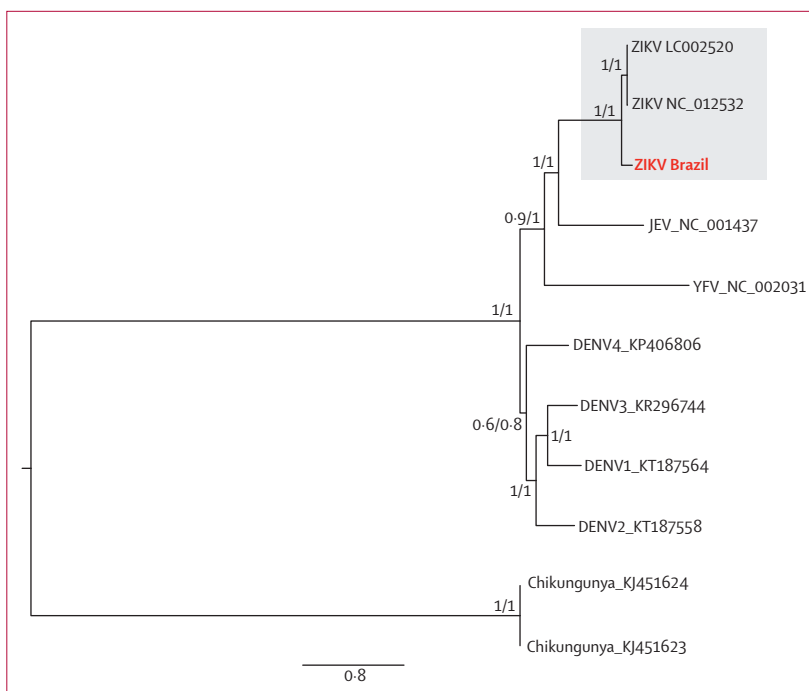 ZIKV LC002520
1/1
ZIKV NC_012532
1/1
ZIKV Brazil
1/1
JEV_NC_001437
0·9/1
YFV_NC_002031
1/1
DENV4_KP406806
DENV3_KR296744
0·6/0·8
1/1
DENV1_KT187564
1/1
DENV2_KT187558
Chikungunya_KJ451624
1/1
Chikungunya_KJ451623
0·8